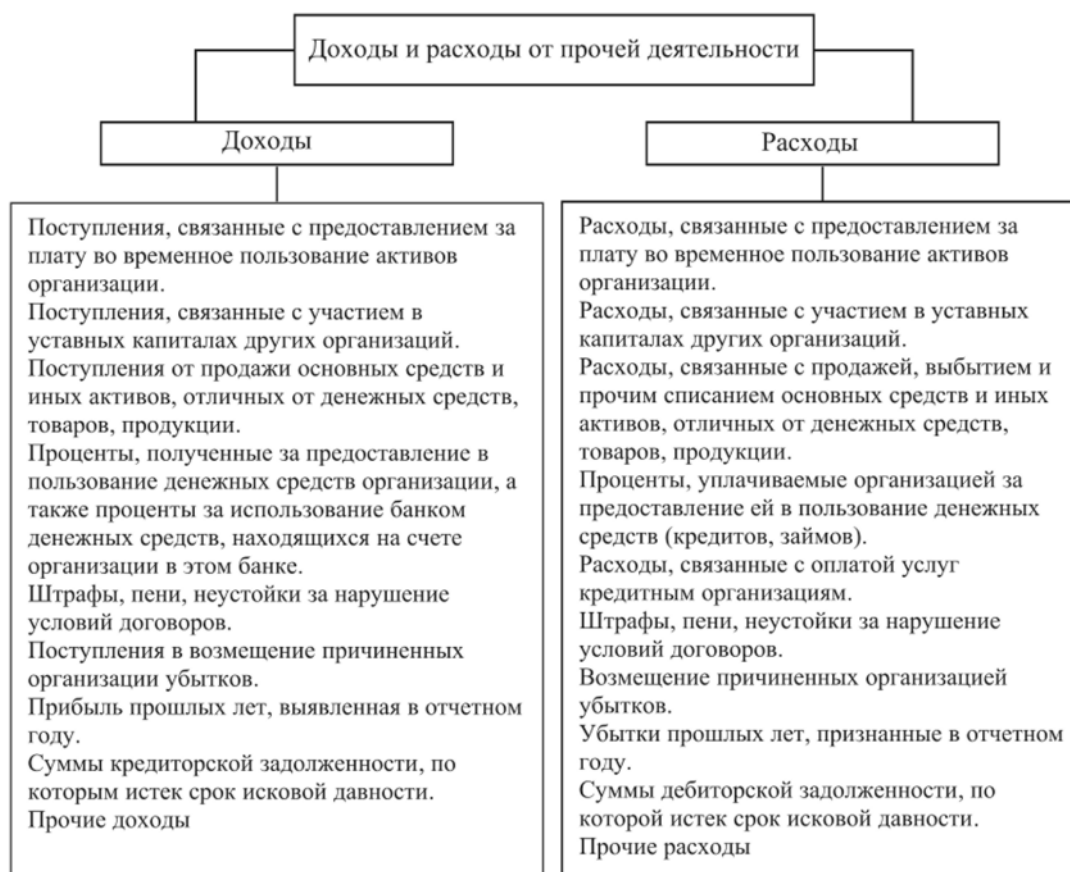 Доходы и расходы от прочей деятельности
Доходы
Поступления, связанные с предоставлением за
плату во временное пользование активов
организации.
Поступления, связанные с участием в
уставных капиталах других организаций.
Поступления от продажи основных средств и
иных активов, отличных от денежных средств,
товаров, продукции.
Проценты, полученные за предоставление в
пользование денежных средств организации, а
также проценты за использование банком
денежных средств, находящихся на счете
организации в этом банке.
Штрафы, пени, неустойки за нарушение
условий договоров.
Поступления в возмещение причиненных
организации убытков.
Прибыль прошлых лет, выявленная в отчетном
году.
Суммы кредиторской задолженности, по
которым истек срок исковой давности.
Прочие доходы
Расходы
Расходы, связанные с предоставлением за
плату во временное пользование активов
организации.
Расходы, связанные с участием в уставных
капиталах других организаций.
Расходы, связанные с продажей, выбытием и
прочим списанием основных средств и иных
активов, отличных от денежных средств,
товаров, продукции.
Проценты, уплачиваемые организацией за
предоставление ей в пользование денежных
средств (кредитов, займов).
Расходы, связанные с оплатой услуг
кредитным организациям.
Штрафы, пени, неустойки за нарушение
условий договоров.
Возмещение причиненных организацией
убытков.
Убытки прошлых лет, признанные в отчетном
году.
Суммы дебиторской задолженности, по
которой истек срок исковой давности.
Прочие расходы